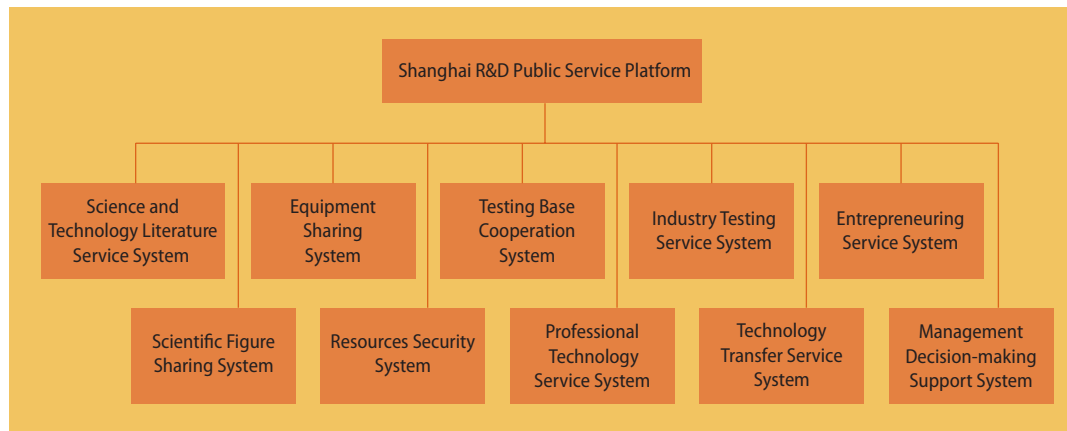 Shanghai R&D Public Service Platform
Science and
Technology Literature
Service System
Equipment
Sharing
System
Testing Base
Cooperation
System
Industry Testing
Service System
Entrepreneuring
Service System
Scientific Figure
Sharing System
Resources Security
System
Professional
Technology
Service System
Technology
Transfer Service
System
Management
Decision-making
Support System